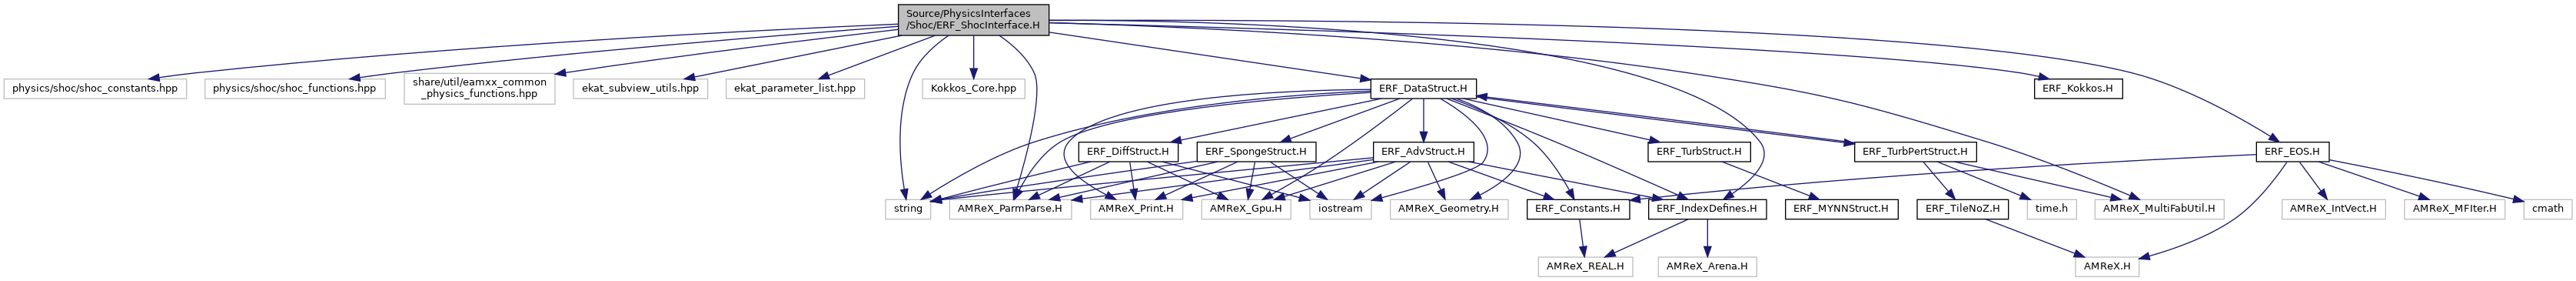 Source/PhysicsInterfaces
/Shoc/ERF_ShocInterface.H
physics/shoc/shoc_constants.hpp
physics/shoc/shoc_functions.hpp
share/util/eamxx_common
_physics_functions.hpp
ekat_subview_utils.hpp
ekat_parameter_list.hpp
Kokkos_Core.hpp
ERF_DataStruct.H
ERF_Kokkos.H
ERF_DiffStruct.H
ERF_SpongeStruct.H
ERF_AdvStruct.H
ERF_TurbStruct.H
ERF_TurbPertStruct.H
ERF_EOS.H
string
AMReX_ParmParse.H
AMReX_Print.H
AMReX_Gpu.H
iostream
AMReX_Geometry.H
ERF_Constants.H
ERF_IndexDefines.H
ERF_MYNNStruct.H
ERF_TileNoZ.H
time.h
AMReX_MultiFabUtil.H
AMReX_IntVect.H
AMReX_MFIter.H
cmath
AMReX_REAL.H
AMReX_Arena.H
AMReX.H